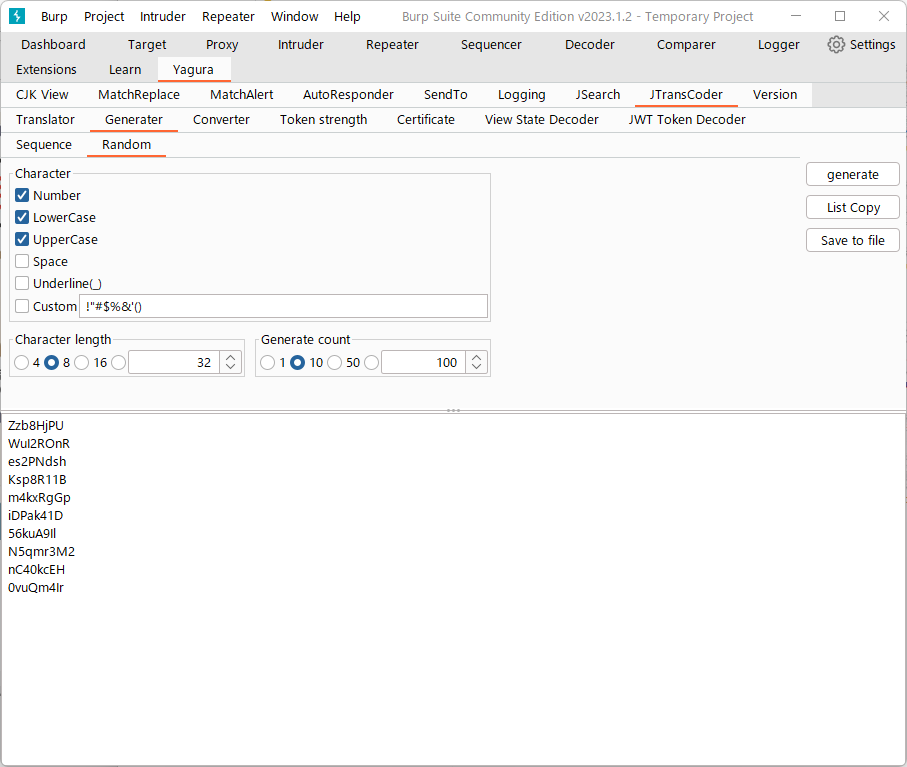 Burp Project Intruder Repeater Window Help Burp Suite Community Edition v2023.1.2 - Temporary Project
Dashboard Target Proxy Intruder Repeater Sequencer Decoder Comparer Logger Settings
Extensions Learn Yagura
CJK View MatchReplace MatchAlert AutoResponder SendTo Logging JSearch JTransCoder Version
Translator Generater Converter Token strength Certificate View State Decoder JWT Token Decoder
Sequence Random
Character
generate
Number
LowerCase
List Copy
UpperCase
Save to file
Space
Underline(_)
Custom !"#$%&'()
Character length Generate count
4 8 16 32 1 10 50 100
Zzb8HjPU
WuI2ROnR
es2PNdsh
Ksp8R11B
m4kxRgGp
iDPak41D
56kuA9Il
N5qmr3M2
nC40kcEH
0vuQm4Ir